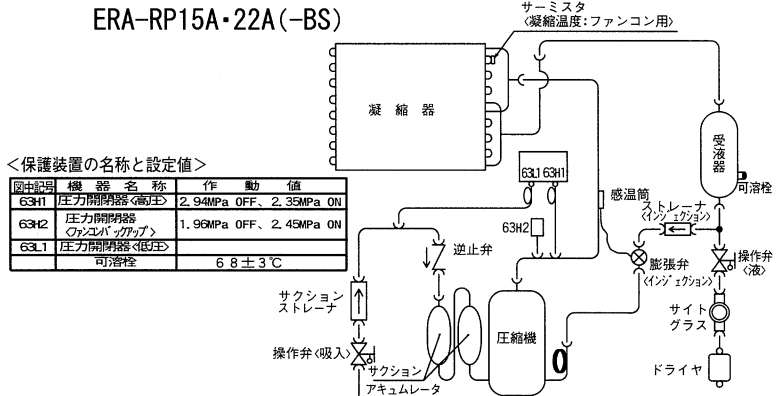 ERA-RP15A・22A(-BS)
サーミスタ
〈凝縮温度:ファンコン用〉
凝縮器
受液器
可溶栓
<保護装置の名称と設定値>
図中記号 機器名称 作動値
63H1 圧力開閉器<高圧> 2.94MPa OFF、2.35MPa ON
63H2 圧力開閉器<ファンコンバックアップ> 1.96MPa OFF、2.45MPa ON
63L1 圧力開閉器<低圧>
可溶栓 68±3℃
63L1 63H1
63H2
感温筒
ストレーナ
〈インジェクション〉
逆止弁
膨張弁
〈インジェクション〉
操作弁
〈液〉
サクション
ストレーナ
サイト
グラス
圧縮機
操作弁〈吸入〉
サクション
アキュムレータ
ドライヤ